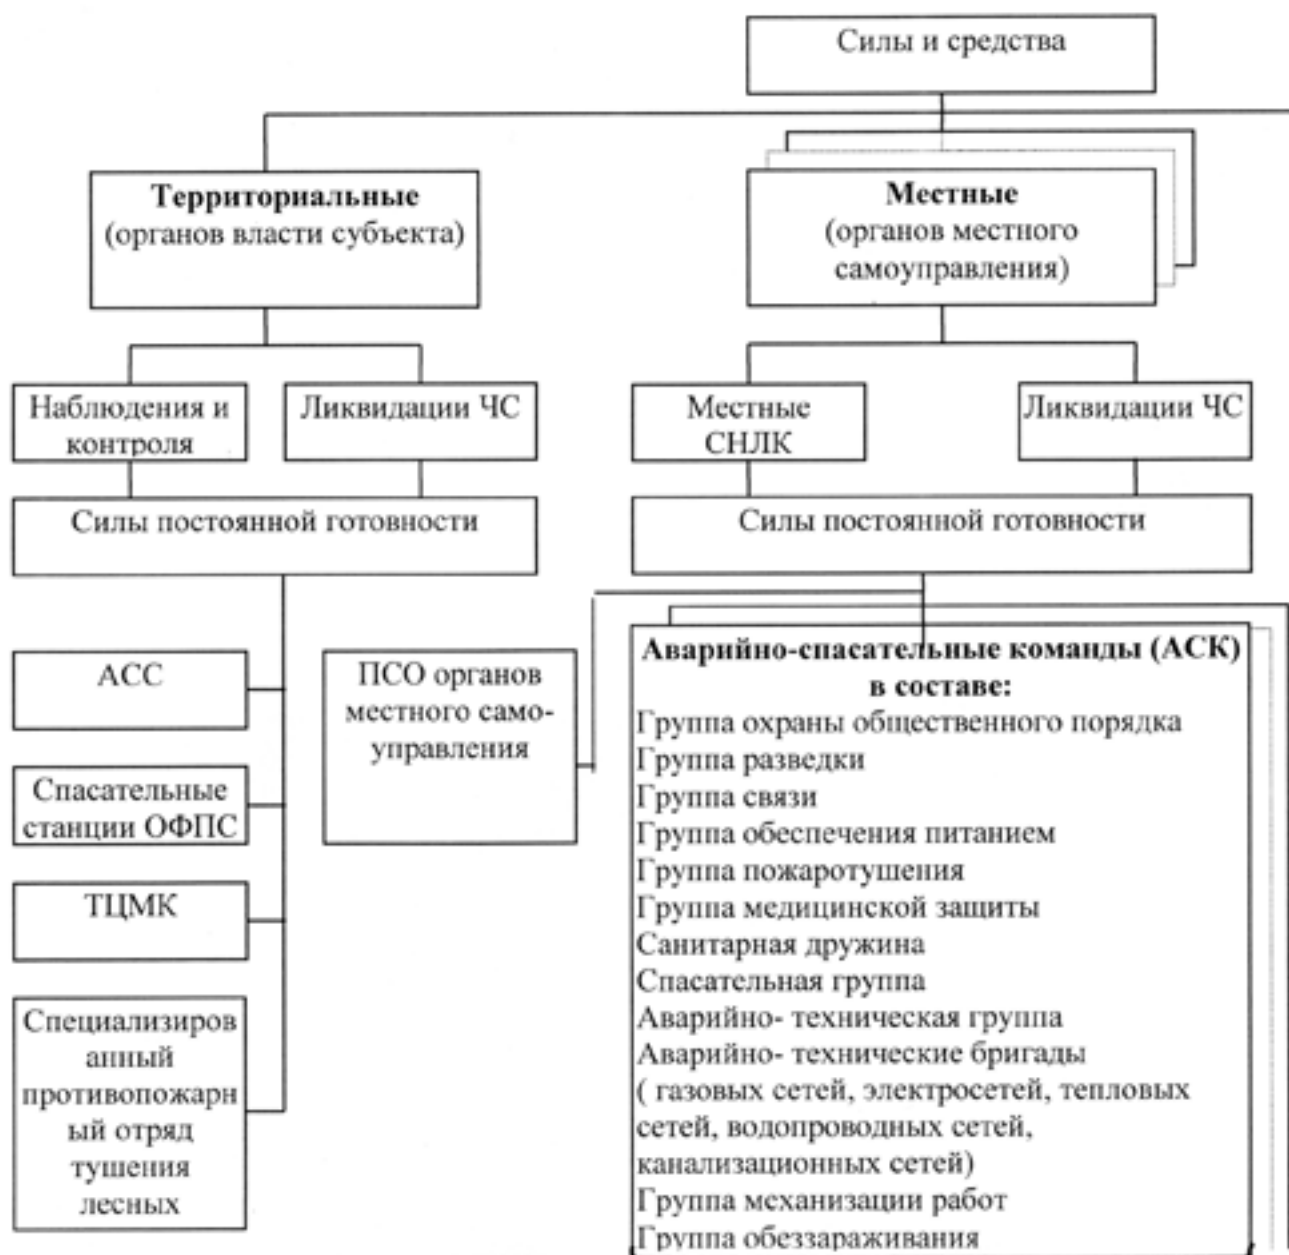 Силы и средства
Территориальные
(органов власти субъекта)
Местные
(органов местного
самоуправления)
Наблюдения и
контроля
Ликвидации ЧС
Местные
СНЛК
Ликвидации ЧС
Силы постоянной готовности
Силы постоянной готовности
АСС
Спасательные
станции ОФПС
ТЦМК
Специализиров
анный
противопожарн
ый отряд
тушения
лесных
ПСО органов
местного само-
управления
Аварийно-спасательные команды (АСК)
в составе:
Группа охраны общественного порядка
Группа разведки
Группа связи
Группа обеспечения питанием
Группа пожаротушения
Группа медицинской защиты
Санитарная дружина
Спасательная группа
Аварийно- техническая группа
Аварийно- технические бригады
( газовых сетей, электросетей, тепловых
сетей, водопроводных сетей,
канализационных сетей)
Группа механизации работ
Группа обеззараживания